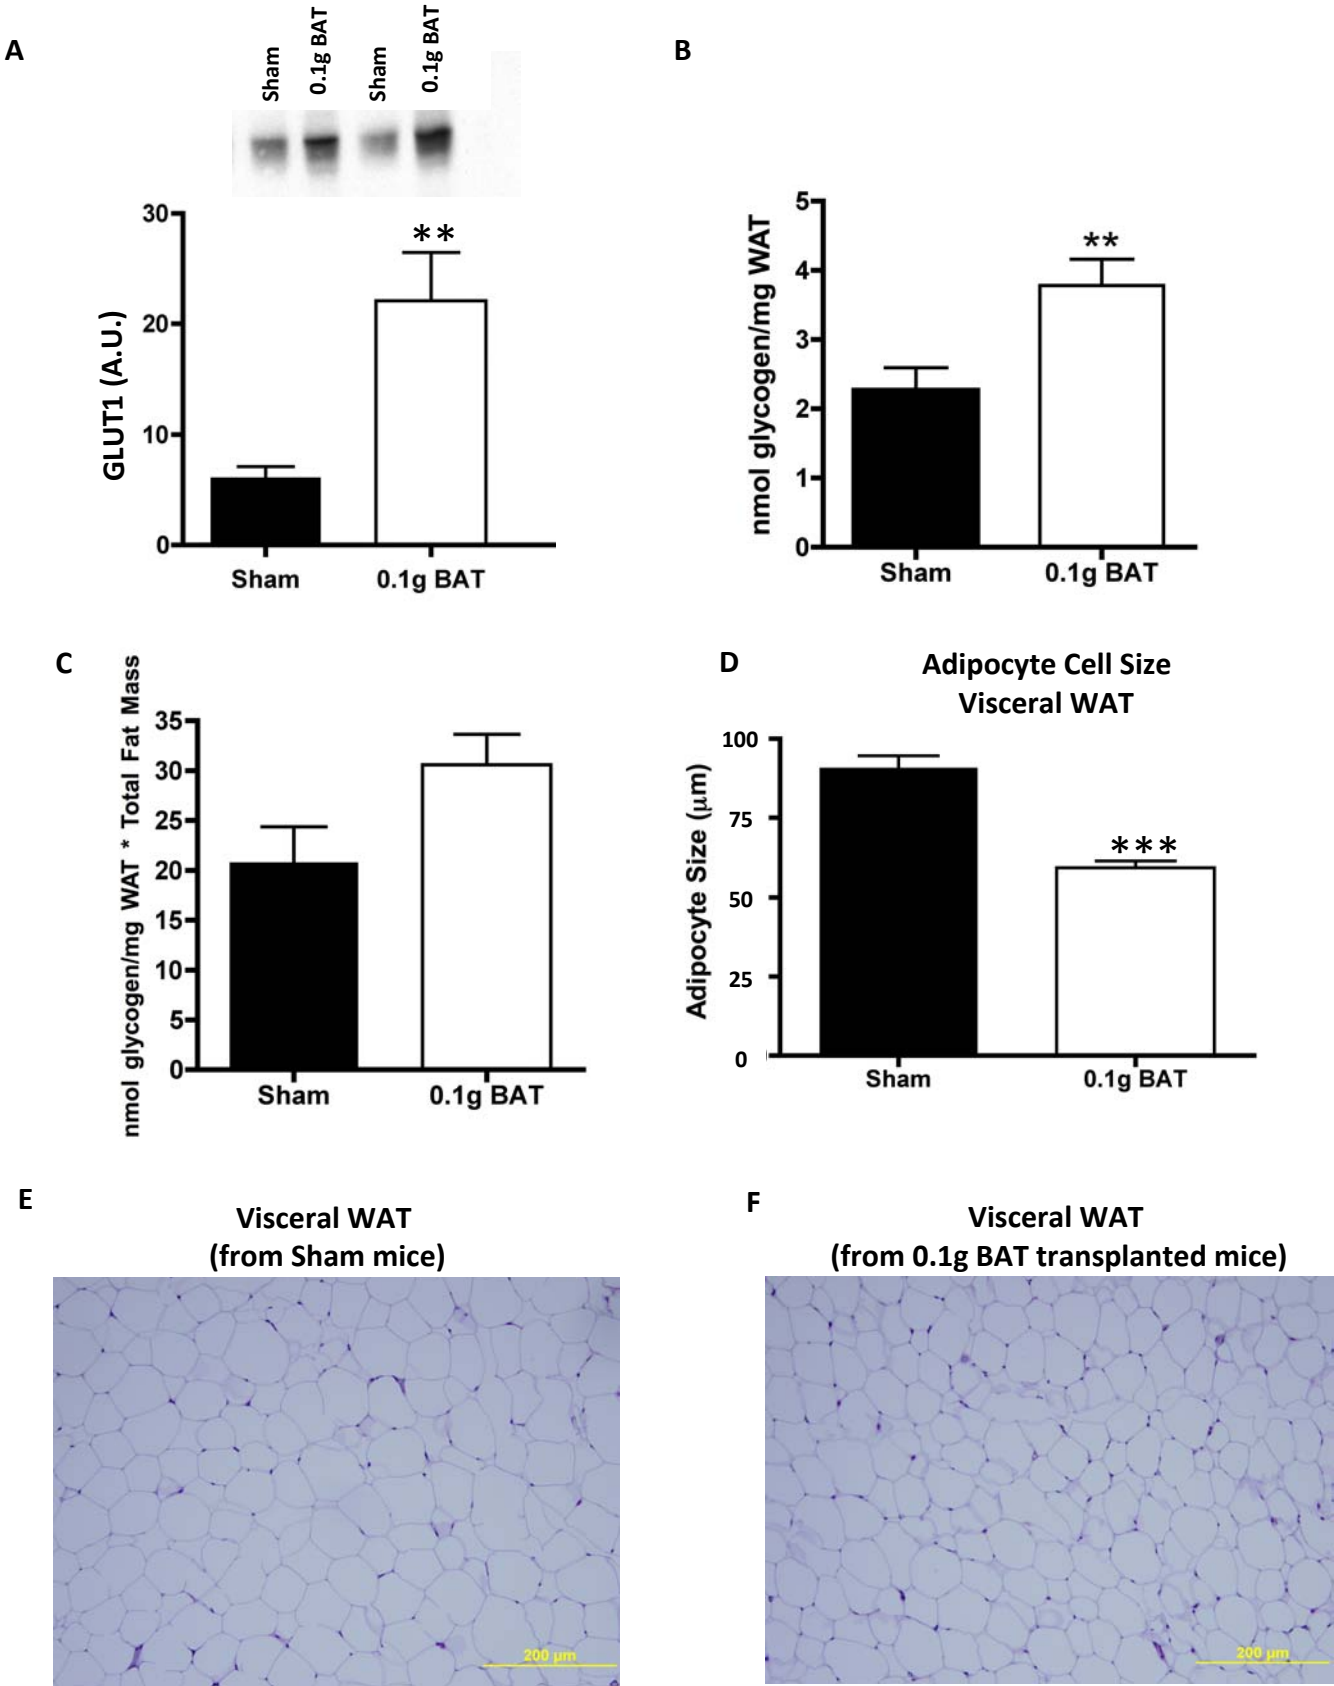 A
Sham
0.1g BAT
Sham
0.1g BAT
30
20
10
0
GLUT1 (A.U.)
**
Sham
0.1g BAT
B
5
4
3
2
1
0
nmol glycogen/mg WAT
**
Sham
0.1g BAT
C
35
30
25
20
15
10
5
0
nmol glycogen/mg WAT * Total Fat Mass
Sham
0.1g BAT
D
Adipocyte Cell Size
Visceral WAT
100
75
50
25
0
Adipocyte Size (μm)
***
Sham
0.1g BAT
E
Visceral WAT
(from Sham mice)
200 μm
F
Visceral WAT
(from 0.1g BAT transplanted mice)
200 μm